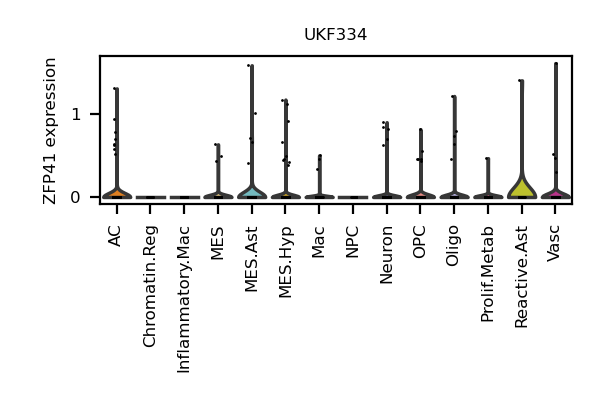 UKF334
ZFP41 expression
1
0
AC
Chromatin.Reg
Inflammatory.Mac
MES
MES.Ast
MES.Hyp
Mac
NPC
Neuron
OPC
Oligo
Prolif.Metab
Reactive.Ast
Vasc